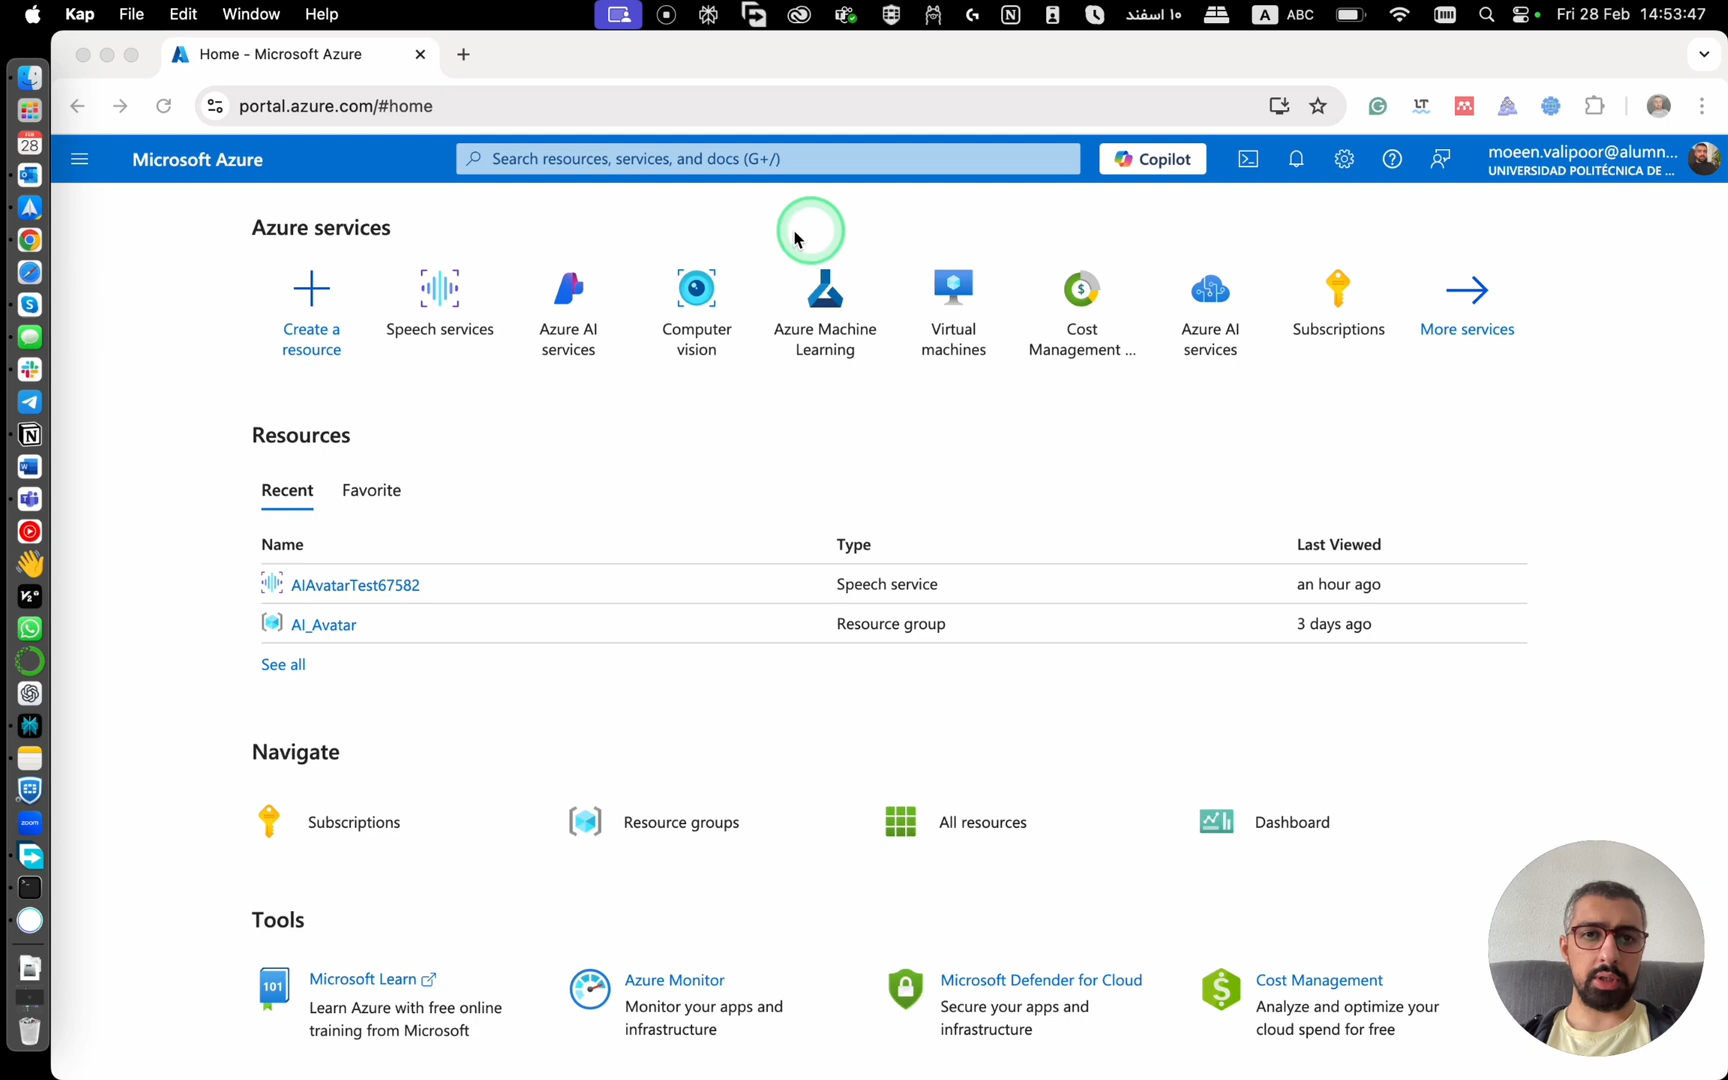 Kap File Edit Window Help
۱۰ اسفند
A ABC
Fri 28 Feb 14:53:47
Home - Microsoft Azure
portal.azure.com/#home
LT
Microsoft Azure
Search resources, services, and docs (G+/)
Copilot
moeen.valipoor@alumn...
UNIVERSIDAD POLITÉCNICA DE ...
Azure services
Create a
resource
Speech services
Azure AI
services
Computer
vision
Azure Machine
Learning
Virtual
machines
Cost
Management ...
Azure AI
services
Subscriptions
More services
Resources
Recent Favorite
Name Type Last Viewed
AIAvatarTest67582 Speech service an hour ago
AI_Avatar Resource group 3 days ago
See all
Navigate
Subscriptions
Resource groups
All resources
Dashboard
Tools
101
Microsoft Learn
Learn Azure with free online
training from Microsoft
Azure Monitor
Monitor your apps and
infrastructure
Microsoft Defender for Cloud
Secure your apps and
infrastructure
Cost Management
Analyze and optimize your
cloud spend for free
28
zoom